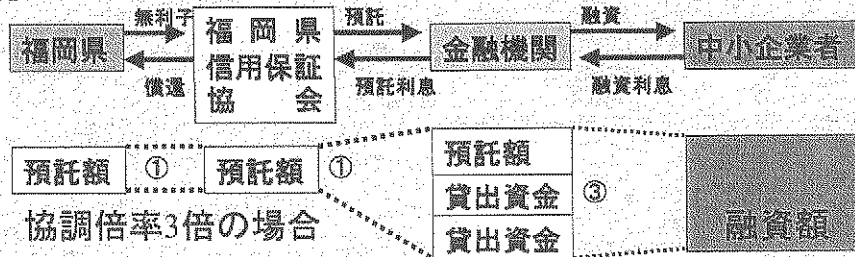 無利子 預託 融資
福岡県 福岡県信用保証協会 金融機関 中小企業者
償還 預託利息 融資利息
預託額 ① 預託額 ① 預託額 ③ 融資額
貸出資金
協調倍率3倍の場合 貸出資金